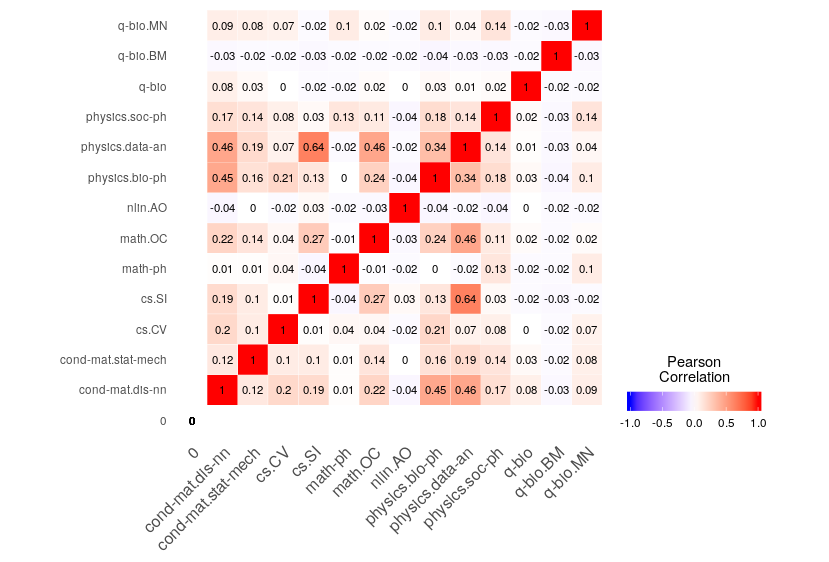 q-bio.MN 0.09 0.08 0.07 -0.02 0.1 0.02 -0.02 0.1 0.04 0.14 -0.02 -0.03 1
q-bio.BM -0.03 -0.02 -0.02 -0.03 -0.02 -0.02 -0.02 -0.04 -0.03 -0.03 -0.02 1 -0.03
q-bio 0.08 0.03 0 -0.02 -0.02 0.02 0 0.03 0.01 0.02 1 -0.02 -0.02
physics.soc-ph 0.17 0.14 0.08 0.03 0.13 0.11 -0.04 0.18 0.14 1 0.02 -0.03 0.14
physics.data-an 0.46 0.19 0.07 0.64 -0.02 0.46 -0.02 0.34 1 0.14 0.01 -0.03 0.04
physics.bio-ph 0.45 0.16 0.21 0.13 0 0.24 -0.04 1 0.34 0.18 0.03 -0.04 0.1
nlin.AO -0.04 0 -0.02 0.03 -0.02 -0.03 1 -0.04 -0.02 -0.04 0 -0.02 -0.02
math.OC 0.22 0.14 0.04 0.27 -0.01 1 -0.03 0.24 0.46 0.11 0.02 -0.02 0.02
math-ph 0.01 0.01 0.04 -0.04 1 -0.01 -0.02 0 -0.02 0.13 -0.02 -0.02 0.1
cs.SI 0.19 0.1 0.01 1 -0.04 0.27 0.03 0.13 0.64 0.03 -0.02 -0.03 -0.02
cs.CV 0.2 0.1 1 0.01 0.04 0.04 -0.02 0.21 0.07 0.08 0 -0.02 0.07
cond-mat.stat-mech 0.12 1 0.1 0.1 0.01 0.14 0 0.16 0.19 0.14 0.03 -0.02 0.08
cond-mat.dis-nn 1 0.12 0.2 0.19 0.01 0.22 -0.04 0.45 0.46 0.17 0.08 -0.03 0.09
0 0
0
cond-mat.dis-nn
cond-mat.stat-mech
cs.CV
cs.SI
math-ph
math.OC
nlin.AO
physics.bio-ph
physics.data-an
physics.soc-ph
q-bio
q-bio.BM
q-bio.MN
Pearson
Correlation
-1.0 -0.5 0.0 0.5 1.0